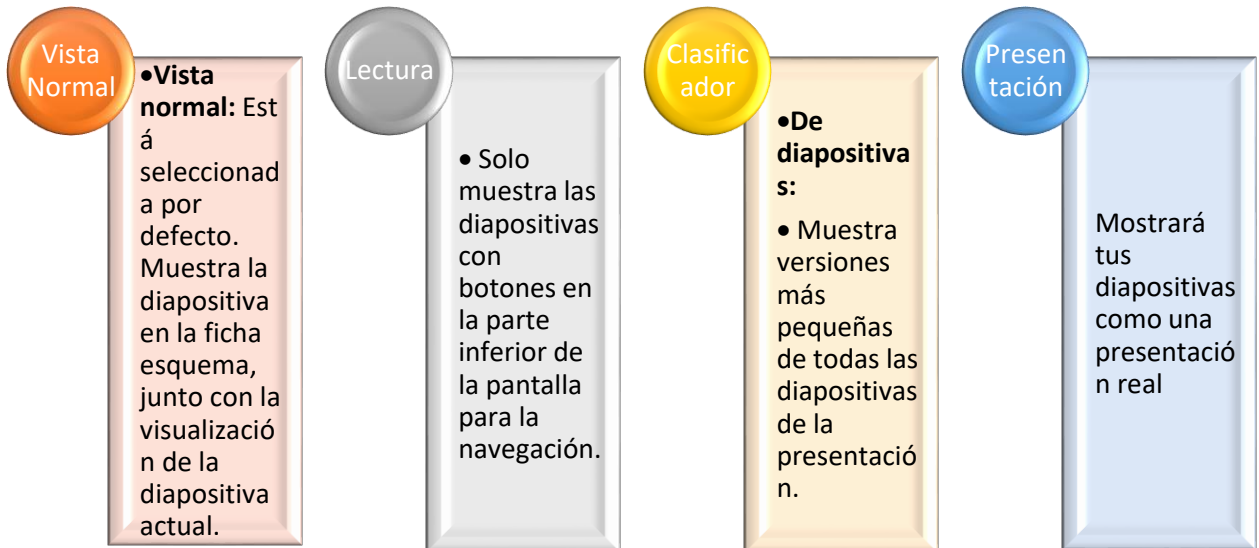 Vista
Normal
•Vista
normal: Est
á
seleccionad
a por
defecto.
Muestra la
diapositiva
en la ficha
esquema,
junto con la
visualizació
n de la
diapositiva
actual.
Lectura
• Solo
muestra las
diapositivas
con
botones en
la parte
inferior de
la pantalla
para la
navegación.
Clasific
ador
•De
diapositiva
s:
• Muestra
versiones
más
pequeñas
de todas las
diapositivas
de la
presentació
n.
Presen
tación
Mostrará
tus
diapositivas
como una
presentació
n real